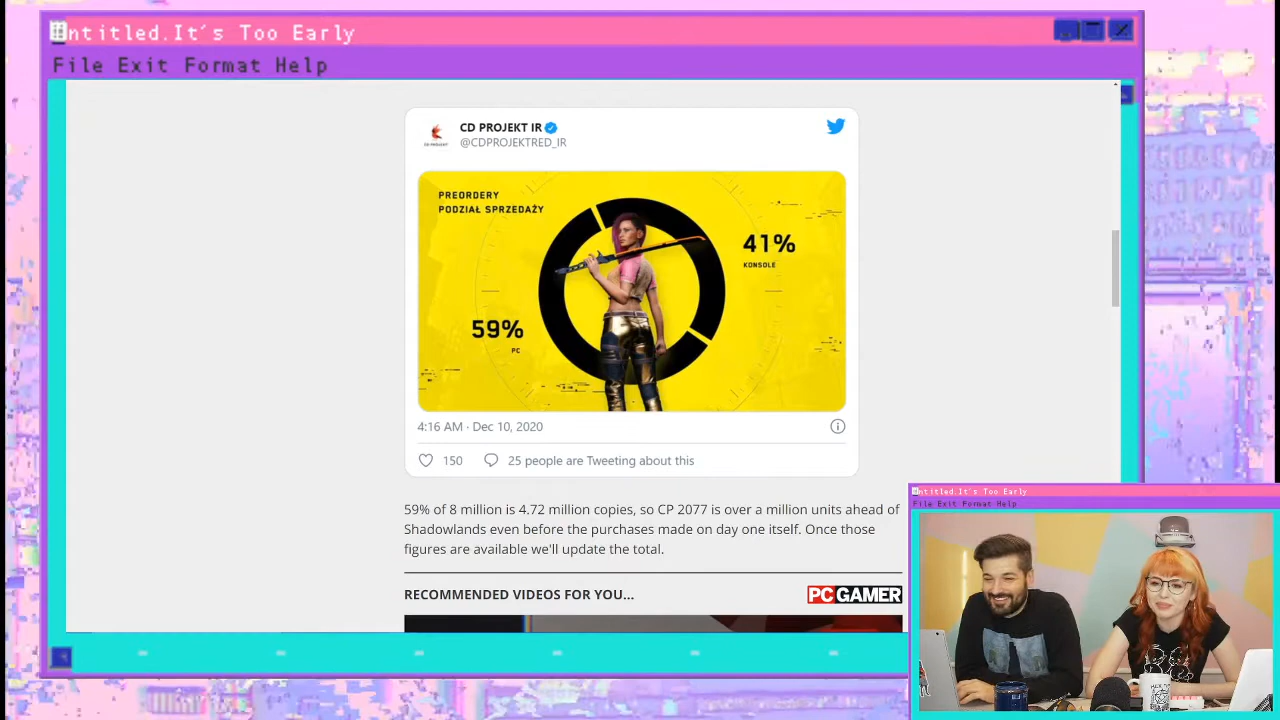 Untitled.It's Too Early
File Exit Format Help
CD PROJEKT IR
@CDPROJEKTRED_IR
CD PROJEKT
PREORDERY
PODZIAŁ SPRZEDAŻY
41%
KONSOLE
59%
PC
4:16 AM · Dec 10, 2020
150
25 people are Tweeting about this
59% of 8 million is 4.72 million copies, so CP 2077 is over a million units ahead of
Shadowlands even before the purchases made on day one itself. Once those
figures are available we'll update the total.
RECOMMENDED VIDEOS FOR YOU...
PC GAMER
Untitled.It's Too Early
File Exit Format Help